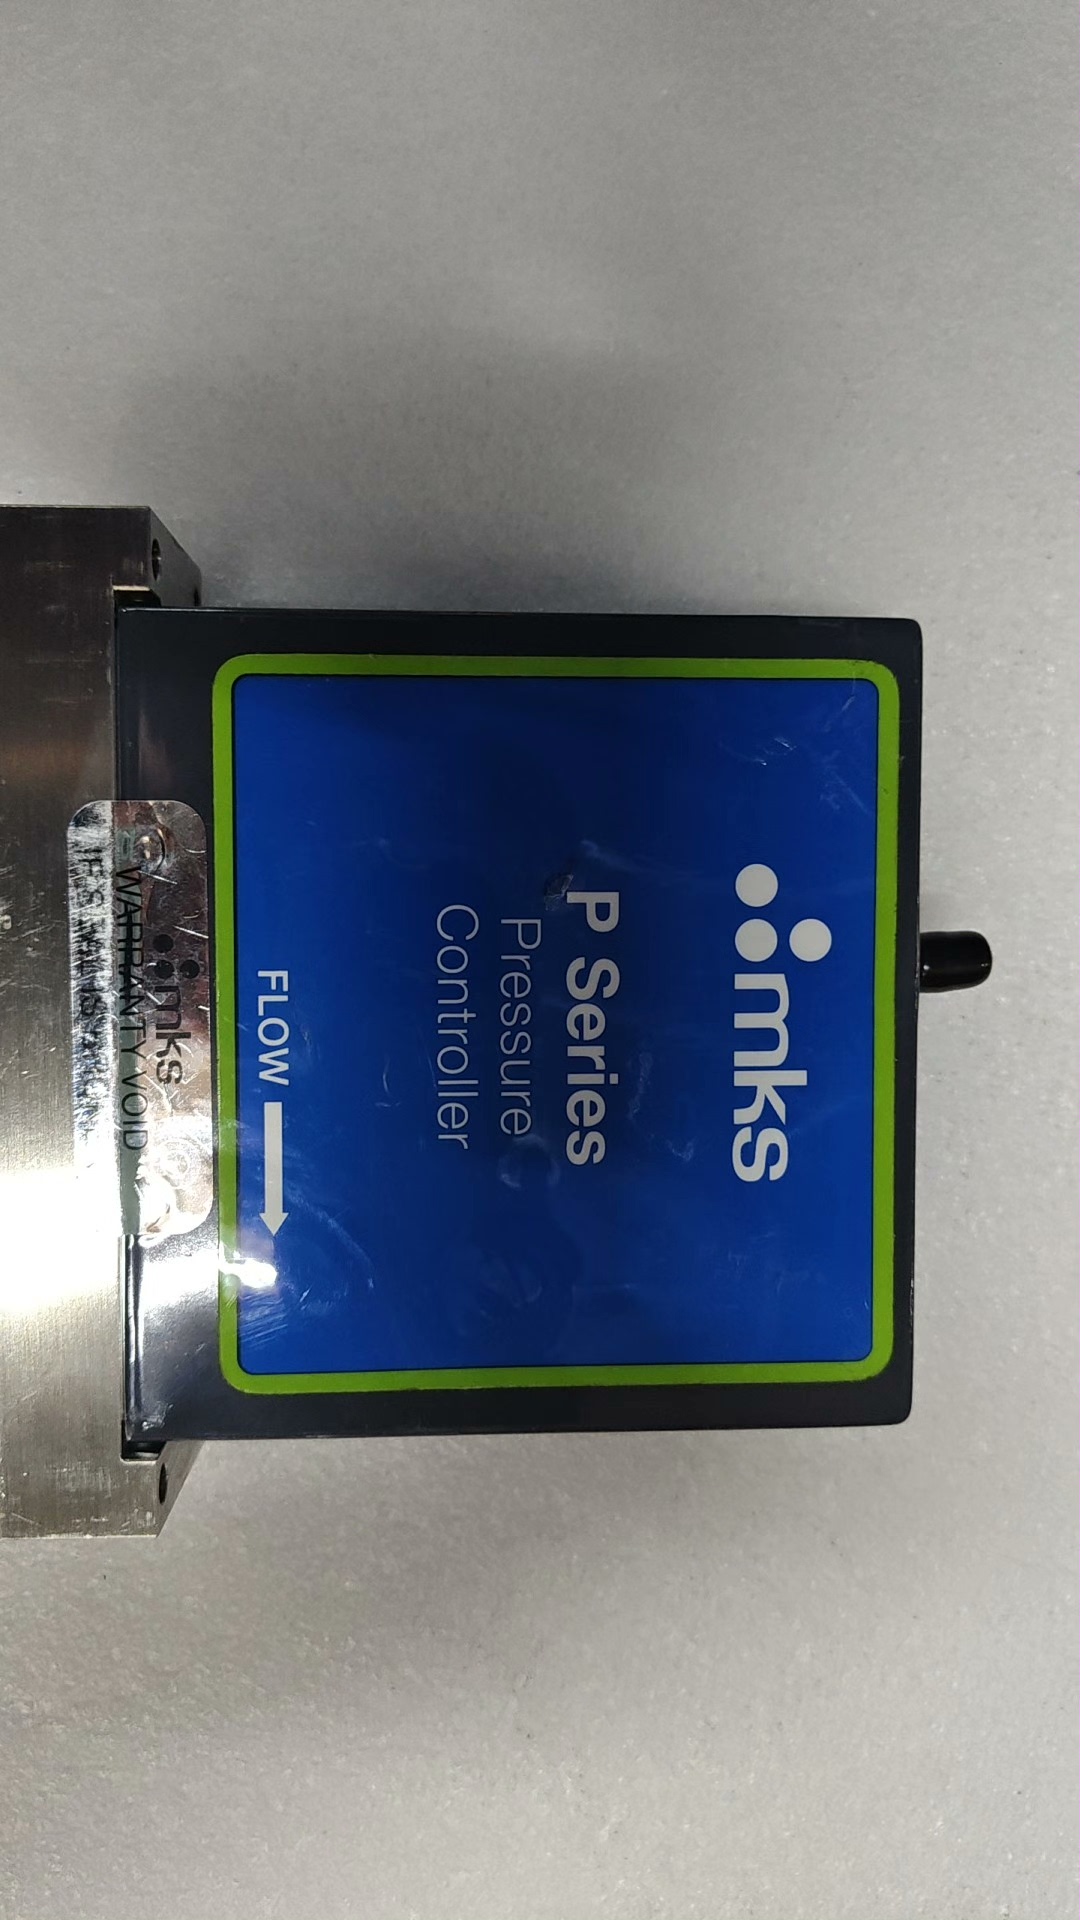 mks
P Series
Pressure
Controller
FLOW
mks
WARRANTY VOID